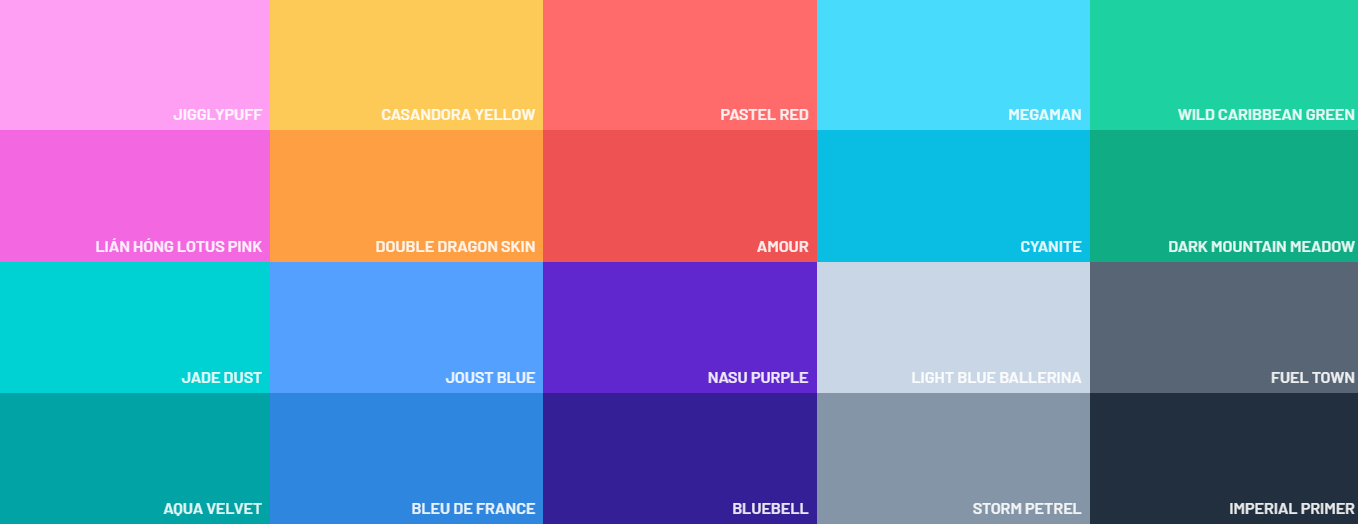 JIGGLYPUFF
CASANDORA YELLOW
PASTEL RED
MEGAMAN
WILD CARIBBEAN GREEN
LIÁN HÓNG LOTUS PINK
DOUBLE DRAGON SKIN
AMOUR
CYANITE
DARK MOUNTAIN MEADOW
JADE DUST
JOUST BLUE
NASU PURPLE
LIGHT BLUE BALLERINA
FUEL TOWN
AQUA VELVET
BLEU DE FRANCE
BLUEBELL
STORM PETREL
IMPERIAL PRIMER